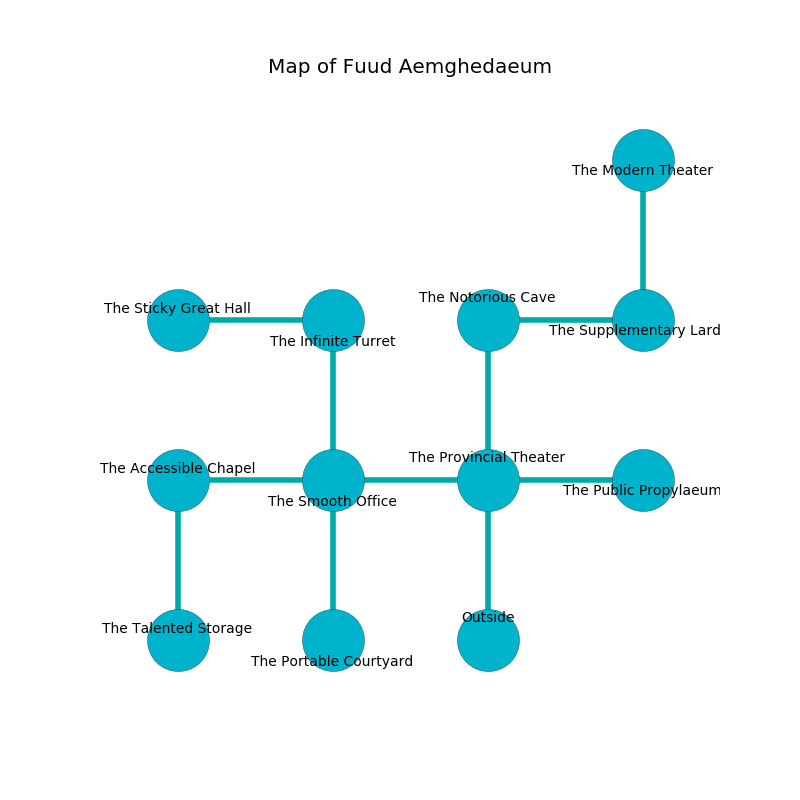 Map of Fuud Aemghedaeum
The Modern Theater
The Notorious Cave
The Sticky Great Hall
The Supplementary Lard
The Infinite Turret
The Provincial Theater
The Accessible Chapel
The Public Propylaeum
The Smooth Office
Outside
The Talented Storage
The Portable Courtyard